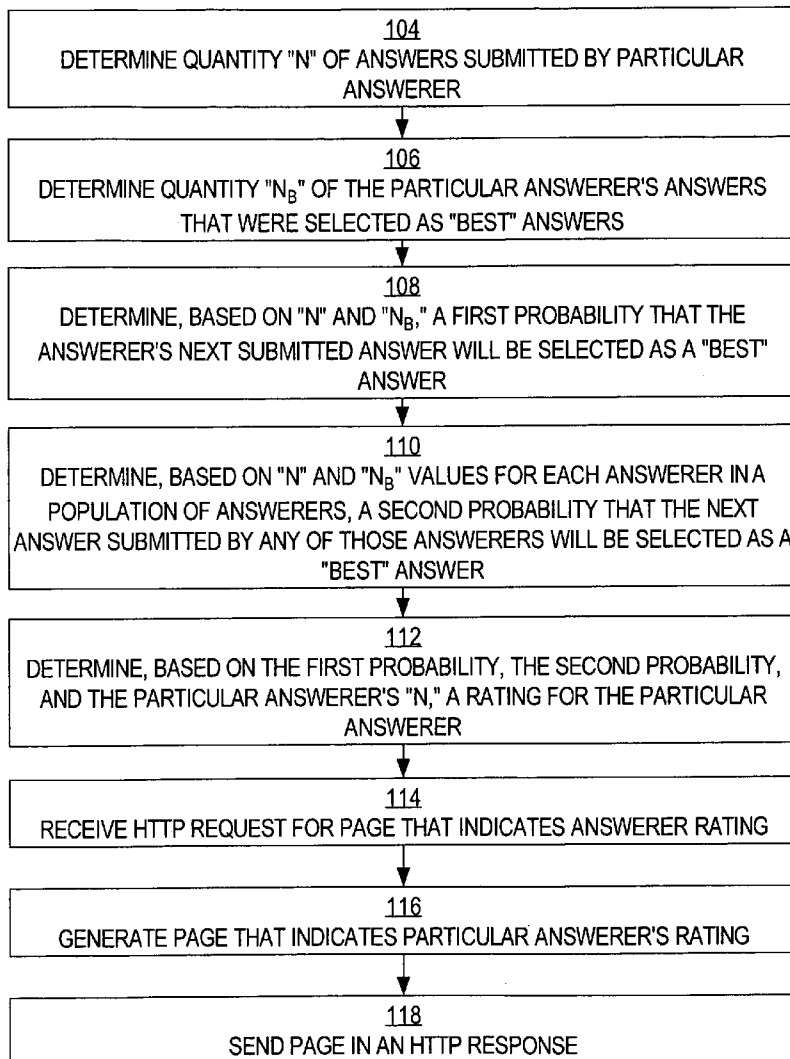 104
DETERMINE QUANTITY "N" OF ANSWERS SUBMITTED BY PARTICULAR
ANSWERER
106
DETERMINE QUANTITY "N_B" OF THE PARTICULAR ANSWERER'S ANSWERS
THAT WERE SELECTED AS "BEST" ANSWERS
108
DETERMINE, BASED ON "N" AND "N_B," A FIRST PROBABILITY THAT THE
ANSWERER'S NEXT SUBMITTED ANSWER WILL BE SELECTED AS A "BEST"
ANSWER
110
DETERMINE, BASED ON "N" AND "N_B" VALUES FOR EACH ANSWERER IN A
POPULATION OF ANSWERERS, A SECOND PROBABILITY THAT THE NEXT
ANSWER SUBMITTED BY ANY OF THOSE ANSWERERS WILL BE SELECTED AS A
"BEST" ANSWER
112
DETERMINE, BASED ON THE FIRST PROBABILITY, THE SECOND PROBABILITY,
AND THE PARTICULAR ANSWERER'S "N," A RATING FOR THE PARTICULAR
ANSWERER
114
RECEIVE HTTP REQUEST FOR PAGE THAT INDICATES ANSWERER RATING
116
GENERATE PAGE THAT INDICATES PARTICULAR ANSWERER'S RATING
118
SEND PAGE IN AN HTTP RESPONSE